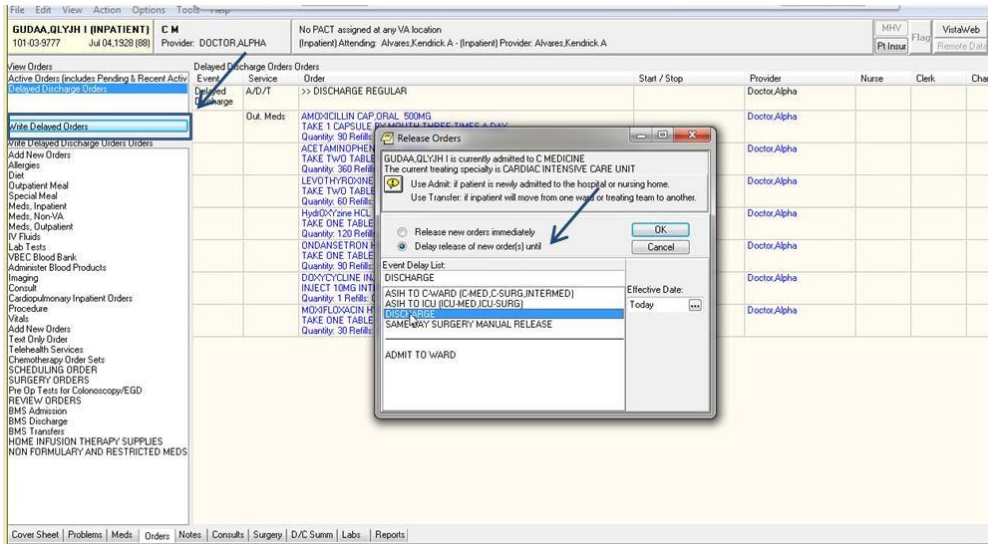 File Edit View Action Options Tools Help
GUDAA,QLYJH I (INPATIENT)
101-03-9777 Jul 04,1928 (88)
C M
Provider: DOCTOR,ALPHA
No PACT assigned at any VA location
(Inpatient) Attending: Alvares,Kendrick A - (Inpatient) Provider: Alvares,Kendrick A
MHV
Pt Insur
Flag
VistaWeb
Remote Data
View Orders
Active Orders (includes Pending & Recent Activ
Delayed Discharge Orders
Write Delayed Orders
Write Delayed Discharge Orders Orders
Add New Orders
Allergies
Diet
Outpatient Meal
Special Meal
Meds, Inpatient
Meds, Non-VA
Meds, Outpatient
IV Fluids
Lab Tests
VBEC Blood Bank
Administer Blood Products
Imaging
Consult
Cardiopulmonary Inpatient Orders
Procedure
Vitals
Add New Orders
Text Only Order
Telehealth Services
Chemotherapy Order Sets
SCHEDULING ORDER
SURGERY ORDERS
Pre Op Tests for Colonoscopy/EGD
REVIEW ORDERS
BMS Admission
BMS Discharge
BMS Transfers
HOME INFUSION THERAPY SUPPLIES
NON FORMULARY AND RESTRICTED MEDS
Delayed Discharge Orders Orders
Event Service Order Start / Stop Provider Nurse Clerk Char
Delayed Discharge A/D/T >> DISCHARGE REGULAR Doctor,Alpha
Out. Meds AMOXICILLIN CAP,ORAL 500MG Doctor,Alpha
TAKE 1 CAPSULE BY MOUTH THREE TIMES A DAY
Quantity: 90 Refills:
ACETAMINOPHEN Doctor,Alpha
TAKE TWO TABLE
Quantity: 360 Refill
LEVOTHYROXINE Doctor,Alpha
TAKE TWO TABLE
Quantity: 60 Refills:
HydrOXYzine HCL Doctor,Alpha
TAKE ONE TABLE
Quantity: 120 Refill
ONDANSETRON H Doctor,Alpha
TAKE ONE TABLE
Quantity: 90 Refills:
DOXYCYCLINE INJ Doctor,Alpha
INJECT 10MG INT
Quantity: 1 Refills: 0
MOXIFLOXACIN H Doctor,Alpha
TAKE ONE TABLE
Quantity: 30 Refills:
Release Orders
GUDAA,QLYJH I is currently admitted to C MEDICINE
The current treating specialty is CARDIAC INTENSIVE CARE UNIT
Use Admit: if patient is newly admitted to the hospital or nursing home.
Use Transfer: if inpatient will move from one ward or treating team to another.
Release new orders immediately
Delay release of new order(s) until
OK
Cancel
Event Delay List:
DISCHARGE
ASIH TO C-WARD (C-MED,C-SURG,INTERMED)
ASIH TO ICU (ICU-MED,ICU-SURG)
DISCHARGE
SAME-DAY SURGERY MANUAL RELEASE
ADMIT TO WARD
Effective Date:
Today ...
Cover Sheet Problems Meds Orders Notes Consults Surgery D/C Summ Labs Reports